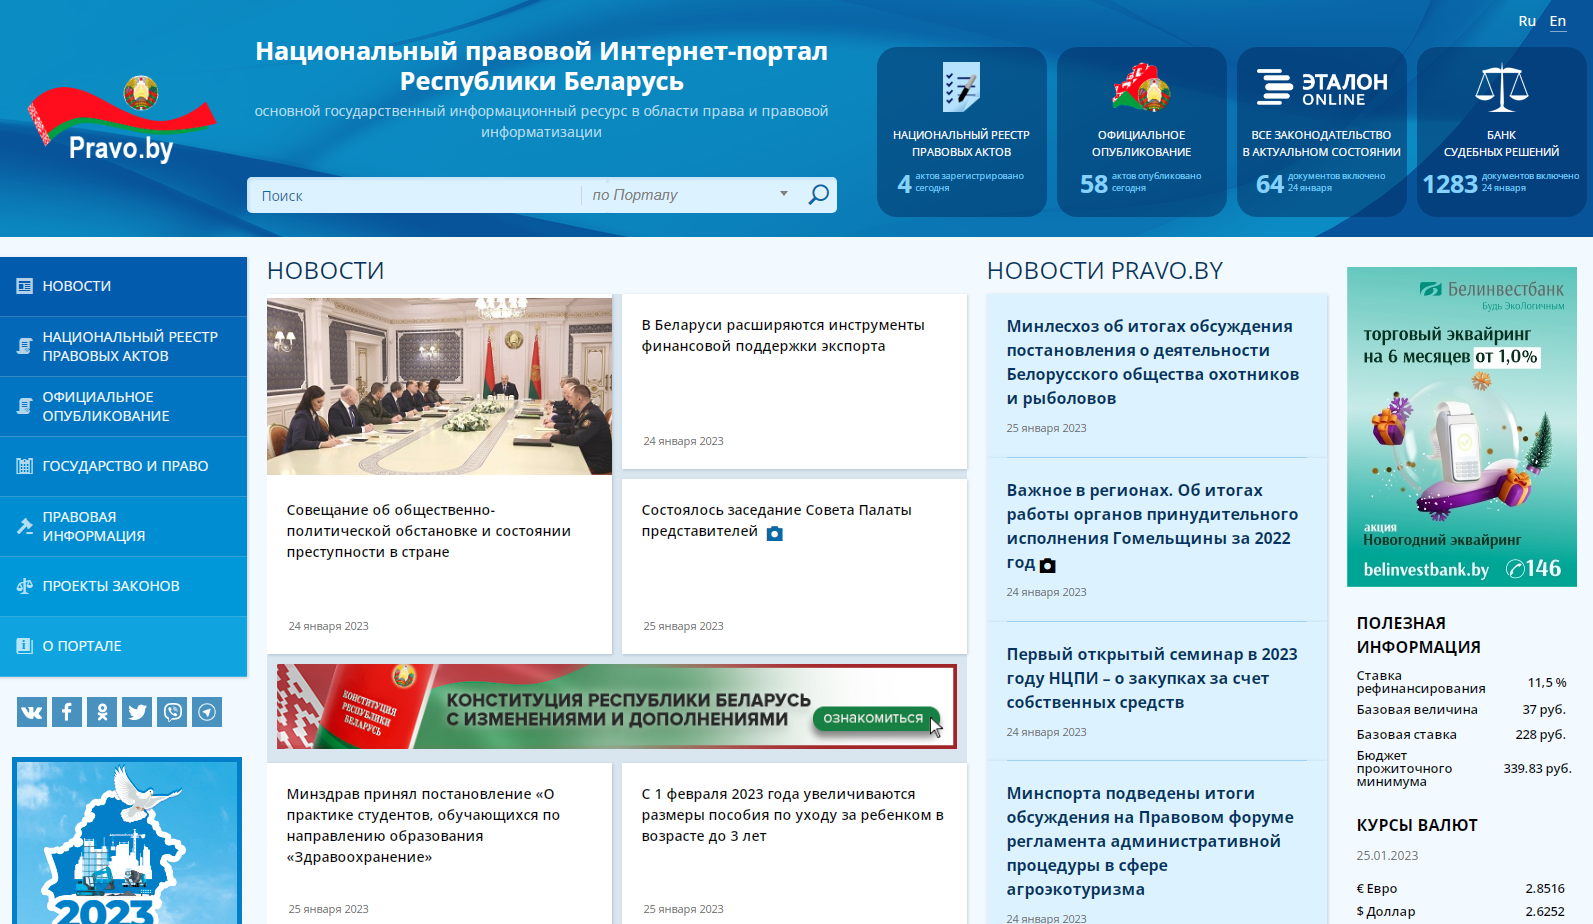 Ru En
Pravo.by
Национальный правовой Интернет-портал
Республики Беларусь
основной государственный информационный ресурс в области права и правовой
информатизации
Поиск
по Порталу
НАЦИОНАЛЬНЫЙ РЕЕСТР
ПРАВОВЫХ АКТОВ
4 актов зарегистрировано
сегодня
ОФИЦИАЛЬНОЕ
ОПУБЛИКОВАНИЕ
58 актов опубликовано
сегодня
ЭТАЛОН
ONLINE
ВСЕ ЗАКОНОДАТЕЛЬСТВО
В АКТУАЛЬНОМ СОСТОЯНИИ
64 документов включено
24 января
БАНК
СУДЕБНЫХ РЕШЕНИЙ
1283 документов включено
24 января
НОВОСТИ
НАЦИОНАЛЬНЫЙ РЕЕСТР
ПРАВОВЫХ АКТОВ
ОФИЦИАЛЬНОЕ
ОПУБЛИКОВАНИЕ
ГОСУДАРСТВО И ПРАВО
ПРАВОВАЯ
ИНФОРМАЦИЯ
ПРОЕКТЫ ЗАКОНОВ
О ПОРТАЛЕ
2023
НОВОСТИ
Совещание об общественно-
политической обстановке и состоянии
преступности в стране
24 января 2023
В Беларуси расширяются инструменты
финансовой поддержки экспорта
24 января 2023
Состоялось заседание Совета Палаты
представителей
25 января 2023
КОНСТИТУЦИЯ
РЕСПУБЛИКИ
БЕЛАРУСЬ
КОНСТИТУЦИЯ РЕСПУБЛИКИ БЕЛАРУСЬ
С ИЗМЕНЕНИЯМИ И ДОПОЛНЕНИЯМИ
ознакомиться
Минздрав принял постановление «О
практике студентов, обучающихся по
направлению образования
«Здравоохранение»
25 января 2023
С 1 февраля 2023 года увеличиваются
размеры пособия по уходу за ребенком в
возрасте до 3 лет
25 января 2023
НОВОСТИ PRAVO.BY
Минлесхоз об итогах обсуждения
постановления о деятельности
Белорусского общества охотников
и рыболовов
25 января 2023
Важное в регионах. Об итогах
работы органов принудительного
исполнения Гомельщины за 2022
год
24 января 2023
Первый открытый семинар в 2023
году НЦПИ – о закупках за счет
собственных средств
24 января 2023
Минспорта подведены итоги
обсуждения на Правовом форуме
регламента административной
процедуры в сфере
агроэкотуризма
24 января 2023
Белинвестбанк
Будь ЭкоЛогичным
торговый эквайринг
на 6 месяцев от 1,0%
акция
Новогодний эквайринг
belinvestbank.by 146
ПОЛЕЗНАЯ
ИНФОРМАЦИЯ
Ставка
рефинансирования 11,5 %
Базовая величина 37 руб.
Базовая ставка 228 руб.
Бюджет
прожиточного
минимума 339.83 руб.
КУРСЫ ВАЛЮТ
25.01.2023
€ Евро 2.8516
$ Доллар 2.6252